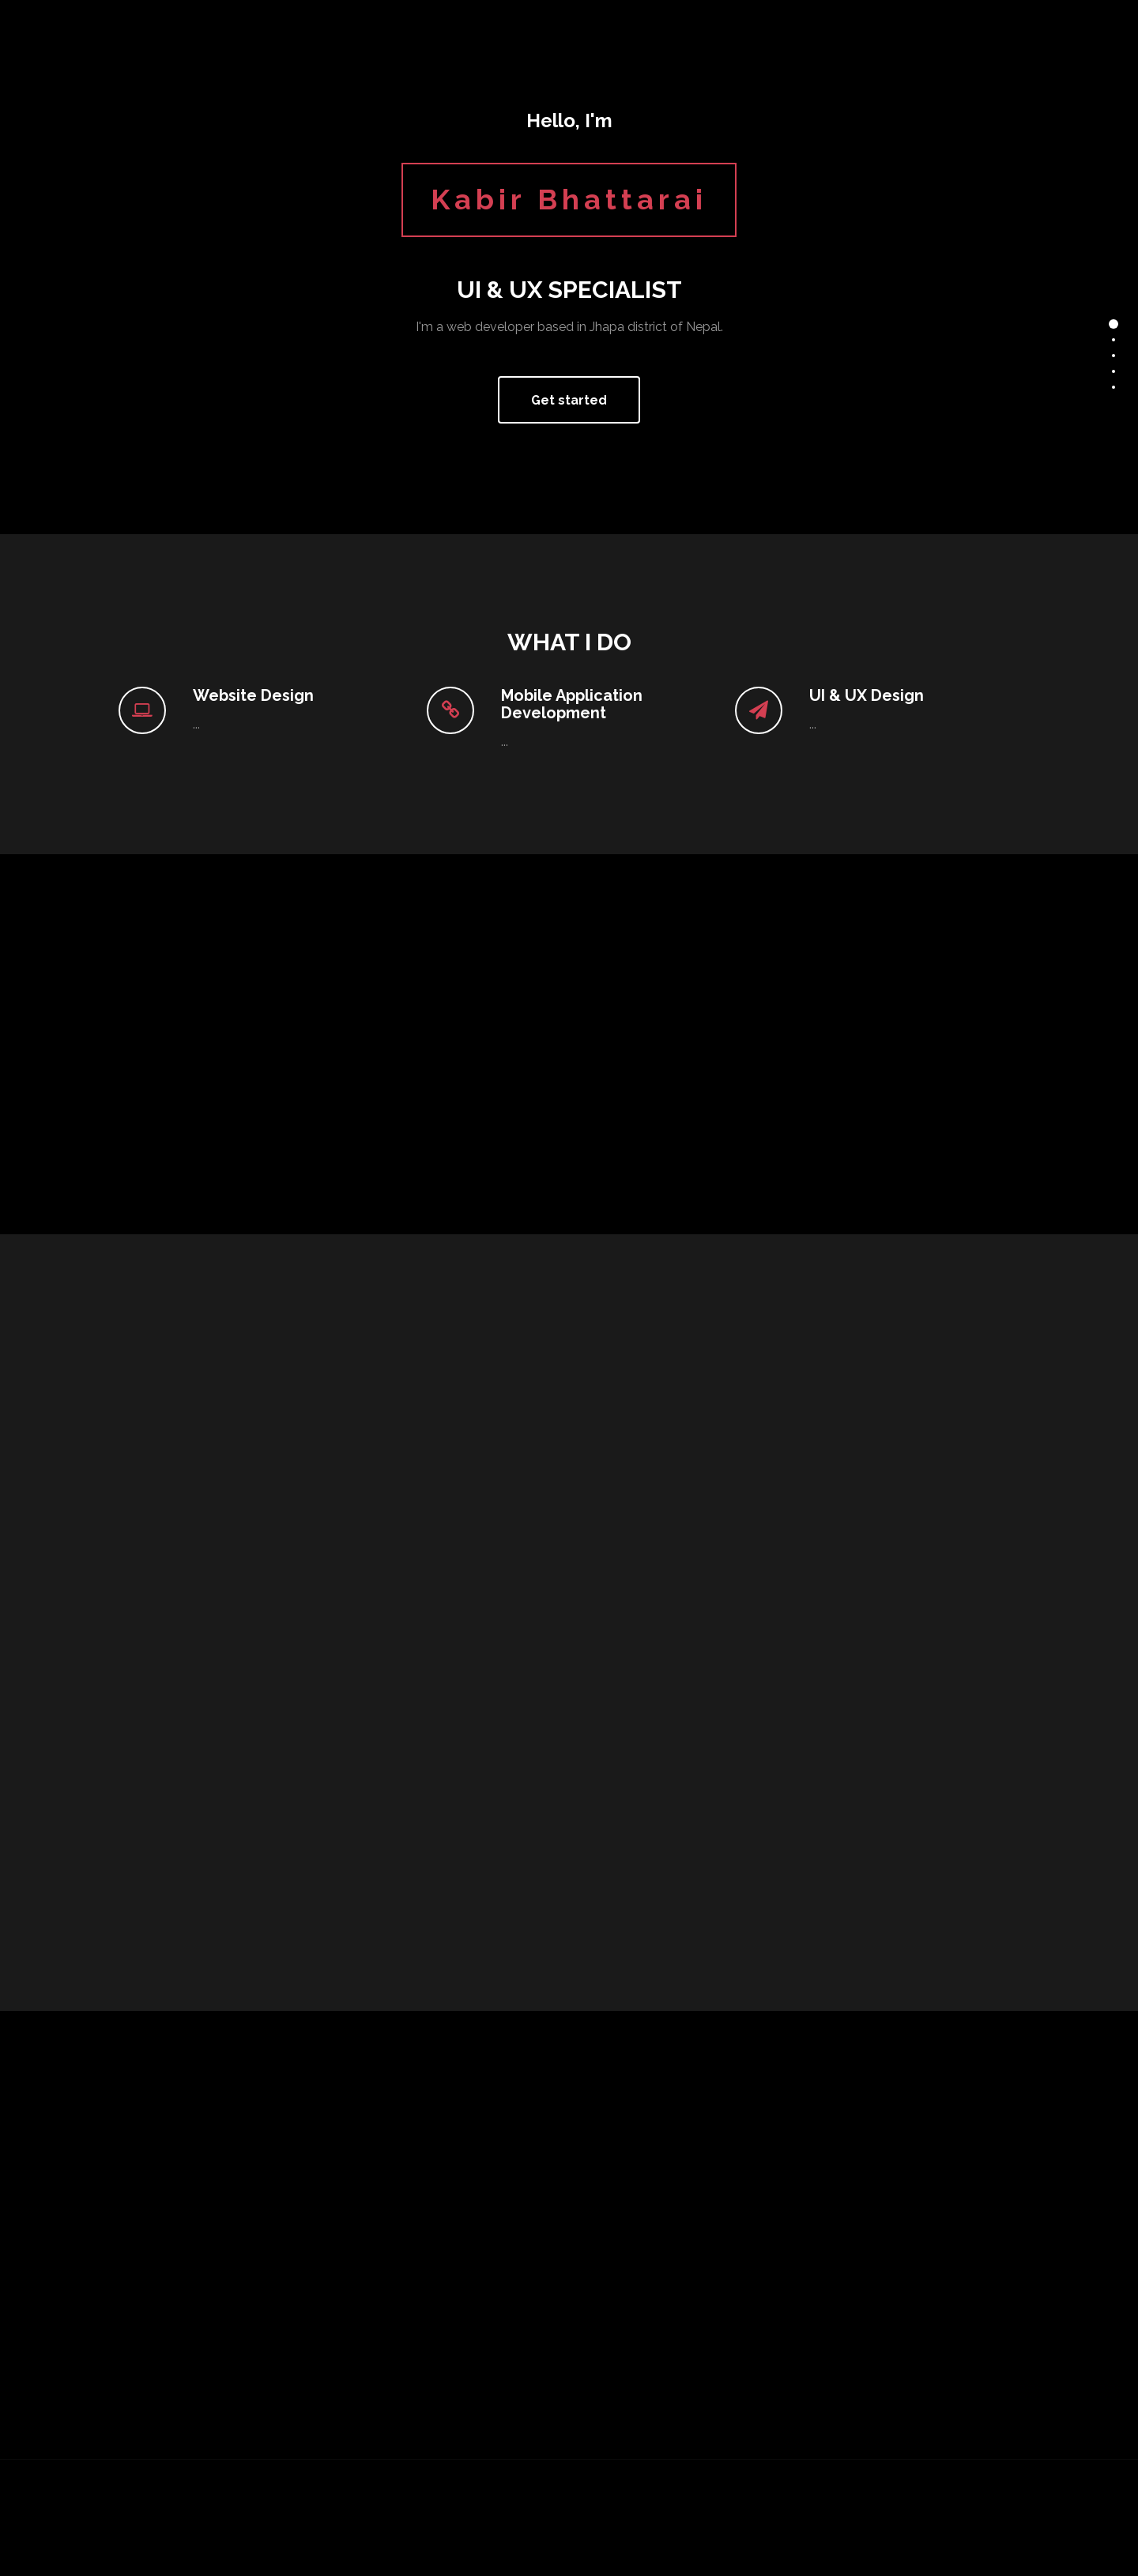 Hello, I'm
Kabir Bhattarai
UI & UX SPECIALIST
I'm a web developer based in Jhapa district of Nepal.
Get started
WHAT I DO
Website Design
...
Mobile Application
Development
...
UI & UX Design
...